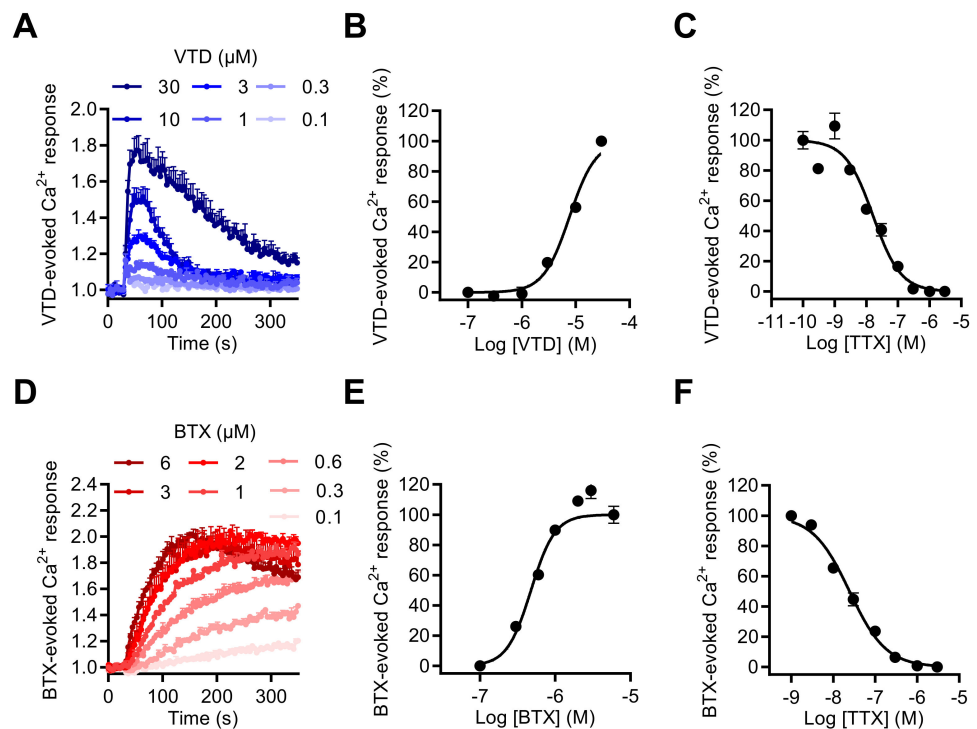 A
VTD (µM)
30 3 0.3
10 1 0.1
VTD-evoked Ca²⁺ response
2.0
1.8
1.6
1.4
1.2
1.0
0 100 200 300
Time (s)
B
VTD-evoked Ca²⁺ response (%)
120
100
80
60
40
20
0
-7 -6 -5 -4
Log [VTD] (M)
C
VTD-evoked Ca²⁺ response (%)
120
100
80
60
40
20
0
-11 -10 -9 -8 -7 -6 -5
Log [TTX] (M)
D
BTX (µM)
6 2 0.6
3 1 0.3
0.1
BTX-evoked Ca²⁺ response
2.4
2.2
2.0
1.8
1.6
1.4
1.2
1.0
0 100 200 300
Time (s)
E
BTX-evoked Ca²⁺ response (%)
120
100
80
60
40
20
0
-7 -6 -5
Log [BTX] (M)
F
BTX-evoked Ca²⁺ response (%)
120
100
80
60
40
20
0
-9 -8 -7 -6 -5
Log [TTX] (M)